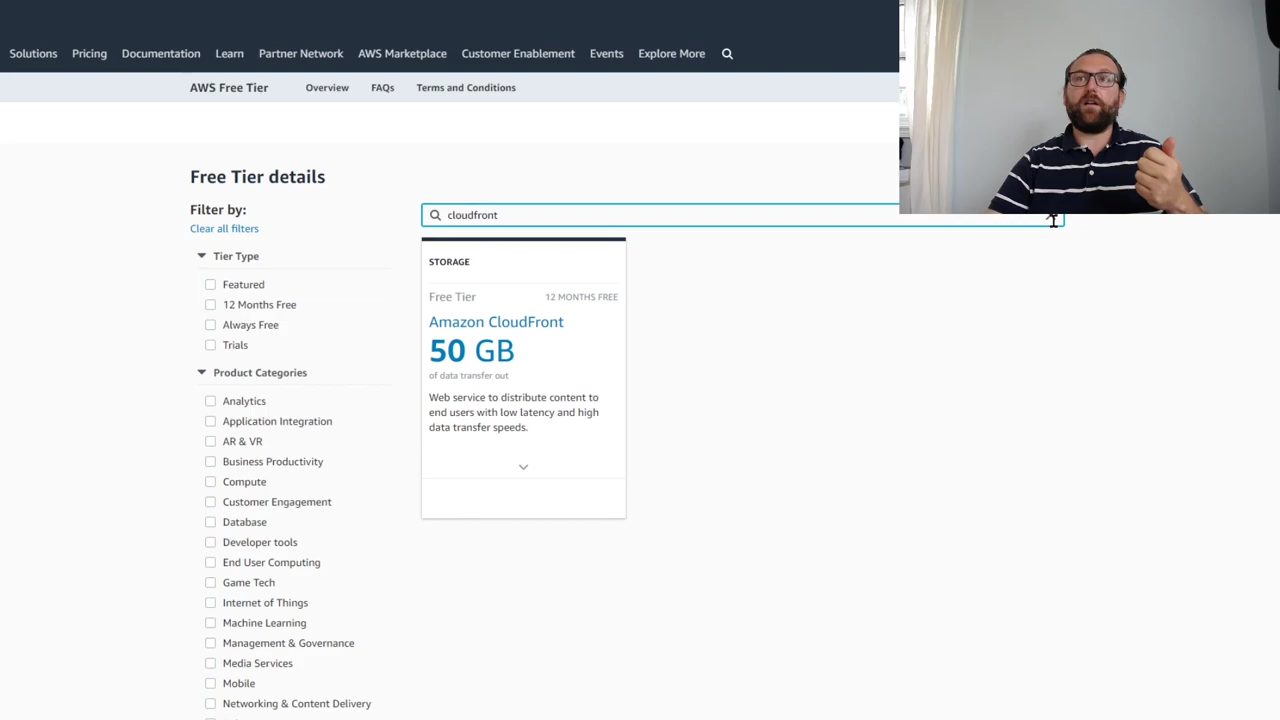 Solutions Pricing Documentation Learn Partner Network AWS Marketplace Customer Enablement Events Explore More
AWS Free Tier Overview FAQs Terms and Conditions
Free Tier details
Filter by:
Clear all filters
Tier Type
Featured
12 Months Free
Always Free
Trials
Product Categories
Analytics
Application Integration
AR & VR
Business Productivity
Compute
Customer Engagement
Database
Developer tools
End User Computing
Game Tech
Internet of Things
Machine Learning
Management & Governance
Media Services
Mobile
Networking & Content Delivery
cloudfront
STORAGE
Free Tier 12 MONTHS FREE
Amazon CloudFront
50 GB
of data transfer out
Web service to distribute content to
end users with low latency and high
data transfer speeds.